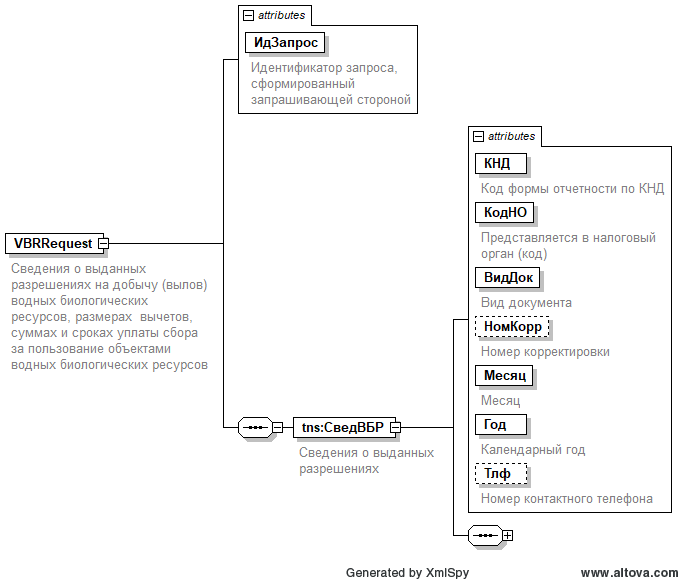 attributes
ИдЗапрос
Идентификатор запроса,
сформированный
запрашивающей стороной
VBRRequest
Сведения о выданных
разрешениях на добычу (вылов)
водных биологических
ресурсов, размерах вычетов,
суммах и сроках уплаты сбора
за пользование объектами
водных биологических ресурсов
tns:СведВБР
Сведения о выданных
разрешениях
attributes
КНД
Код формы отчетности по КНД
КодНО
Представляется в налоговый
орган (код)
ВидДок
Вид документа
НомКорр
Номер корректировки
Месяц
Месяц
Год
Календарный год
Тлф
Номер контактного телефона
Generated by XmlSpy
www.altova.com